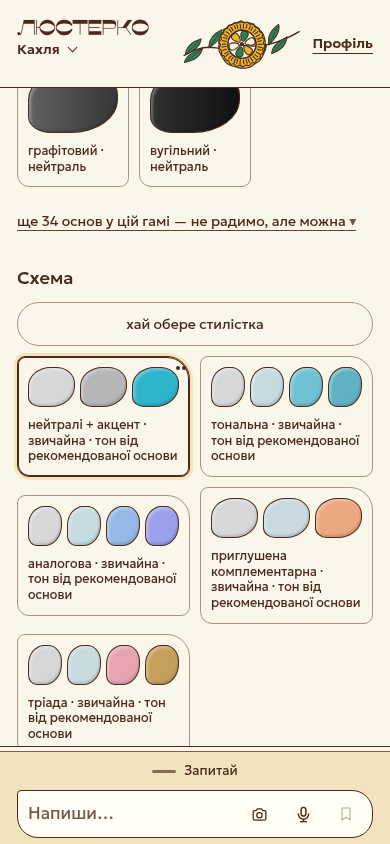 ЛЮСТЕРКО
Кахля
Профіль
графітовий ·
нейтраль
вугільний ·
нейтраль
ще 34 основ у цій гамі — не радимо, але можна ▾
Схема
хай обере стилістка
нейтралі + акцент ·
звичайна · тон від
рекомендованої основи
тональна · звичайна ·
тон від рекомендованої
основи
аналогова · звичайна ·
тон від рекомендованої
основи
приглушена
комплементарна ·
звичайна · тон від
рекомендованої основи
тріада · звичайна · тон
від рекомендованої
основи
Запитай
Напиши...